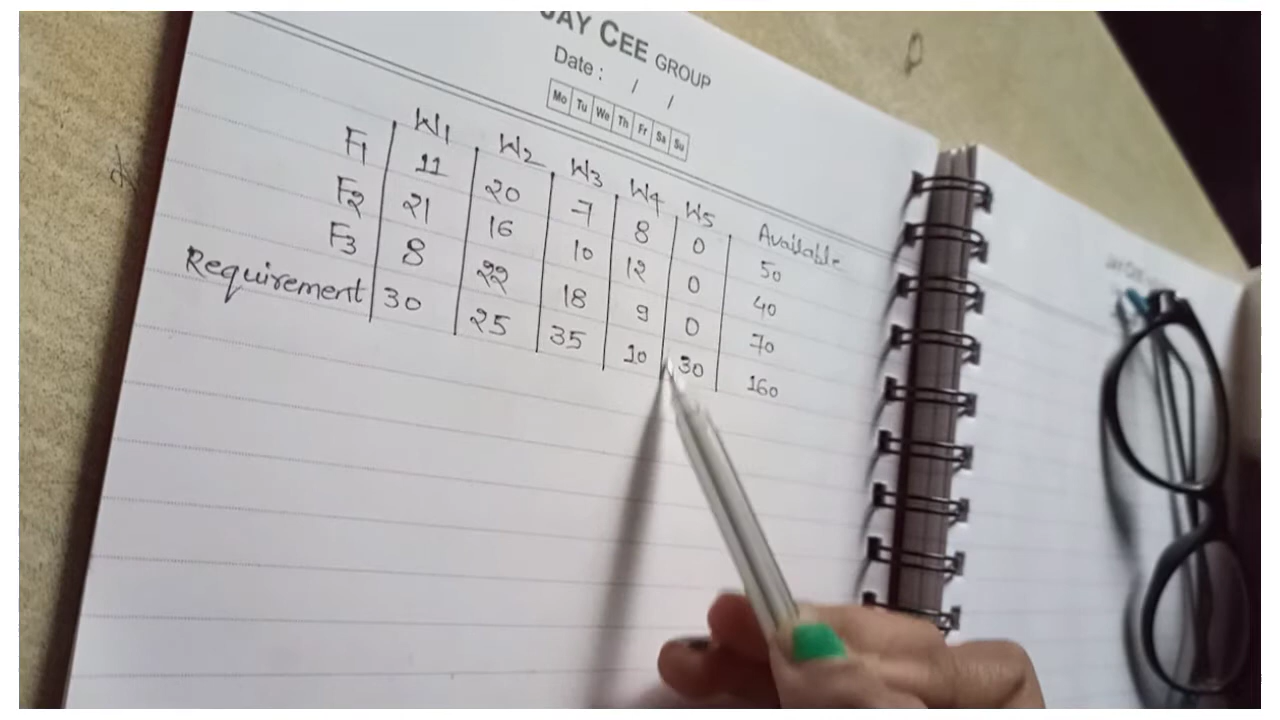 JAY CEE GROUP
Date : / /
Mo Tu We Th Fr Sa Su
W1 W2 W3 W4 W5 Available
F1 11 20 7 8 0 50
F2 21 16 10 12 0 40
F3 8 22 18 9 0 70
Requirement 30 25 35 10 30 160